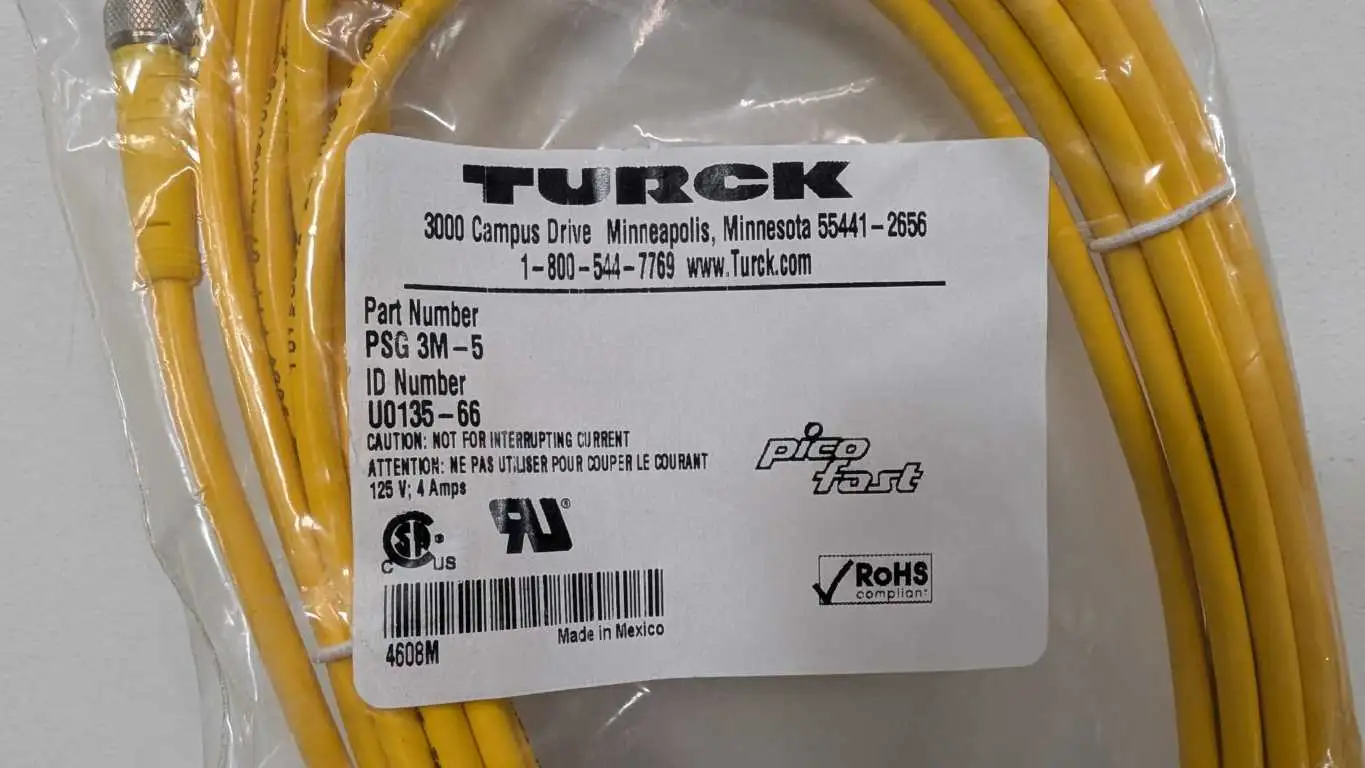 TURCK
3000 Campus Drive Minneapolis, Minnesota 55441-2656
1-800-544-7769 www.Turck.com
Part Number
PSG 3M-5
ID Number
U0135-66
CAUTION: NOT FOR INTERRUPTING CURRENT
ATTENTION: NE PAS UTILISER POUR COUPER LE COURANT
125 V; 4 Amps
pico
fast
SA
C US
RU®
RoHS
compliant
Made in Mexico
4608M